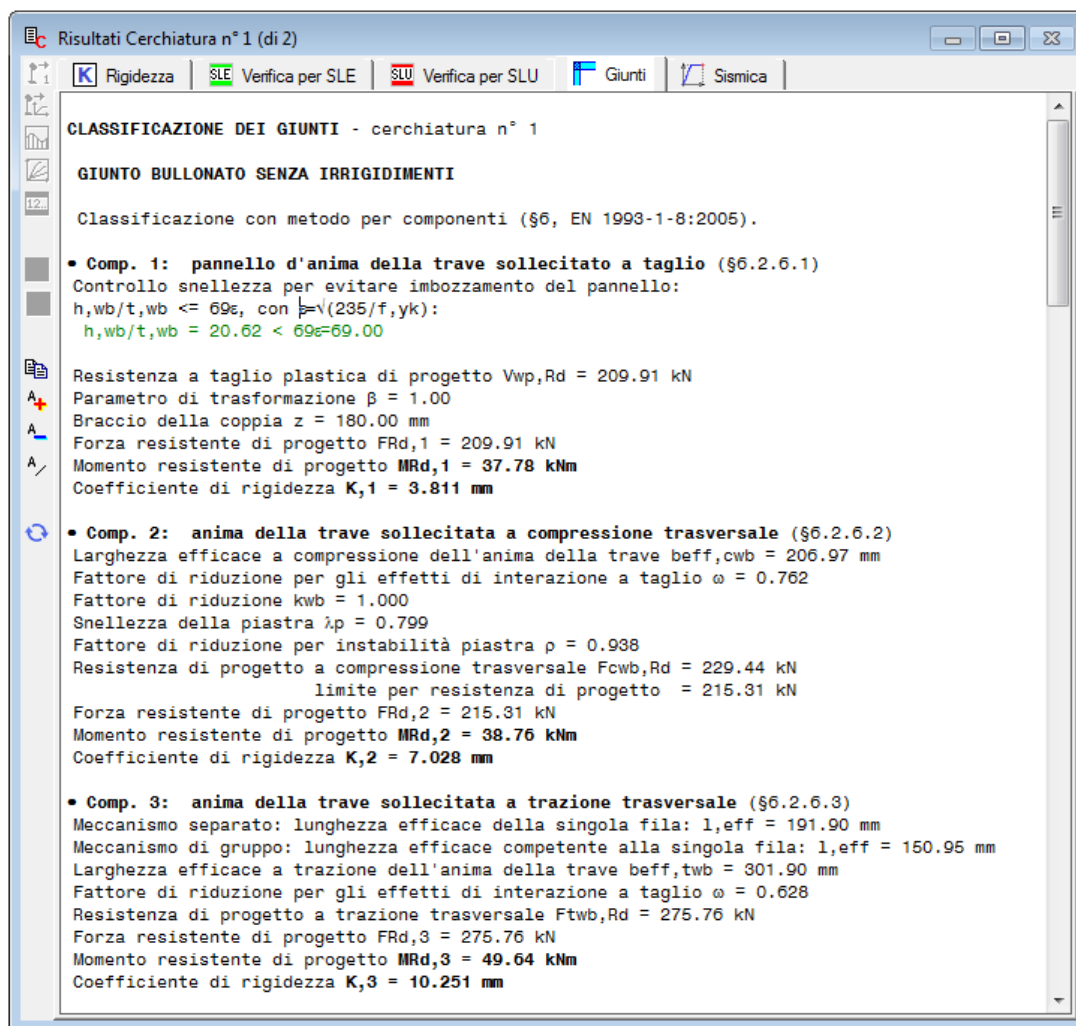 Risultati Cerchiatura n° 1 (di 2)
K Rigidezza SLE Verifica per SLE SLU Verifica per SLU Giunti Sismica
CLASSIFICAZIONE DEI GIUNTI - cerchiatura n° 1
GIUNTO BULLONATO SENZA IRRIGIDIMENTI
Classificazione con metodo per componenti (§6, EN 1993-1-8:2005).
• Comp. 1: pannello d'anima della trave sollecitato a taglio (§6.2.6.1)
Controllo snellezza per evitare imbozzamento del pannello:
h,wb/t,wb <= 69ε, con ε=√(235/f,yk):
h,wb/t,wb = 20.62 < 69ε=69.00
Resistenza a taglio plastica di progetto Vwp,Rd = 209.91 kN
Parametro di trasformazione β = 1.00
Braccio della coppia z = 180.00 mm
Forza resistente di progetto FRd,1 = 209.91 kN
Momento resistente di progetto MRd,1 = 37.78 kNm
Coefficiente di rigidezza K,1 = 3.811 mm
• Comp. 2: anima della trave sollecitata a compressione trasversale (§6.2.6.2)
Larghezza efficace a compressione dell'anima della trave beff,cwb = 206.97 mm
Fattore di riduzione per gli effetti di interazione a taglio ω = 0.762
Fattore di riduzione kwb = 1.000
Snellezza della piastra λp = 0.799
Fattore di riduzione per instabilità piastra ρ = 0.938
Resistenza di progetto a compressione trasversale Fcwb,Rd = 229.44 kN
limite per resistenza di progetto = 215.31 kN
Forza resistente di progetto FRd,2 = 215.31 kN
Momento resistente di progetto MRd,2 = 38.76 kNm
Coefficiente di rigidezza K,2 = 7.028 mm
• Comp. 3: anima della trave sollecitata a trazione trasversale (§6.2.6.3)
Meccanismo separato: lunghezza efficace della singola fila: l,eff = 191.90 mm
Meccanismo di gruppo: lunghezza efficace competente alla singola fila: l,eff = 150.95 mm
Larghezza efficace a trazione dell'anima della trave beff,twb = 301.90 mm
Fattore di riduzione per gli effetti di interazione a taglio ω = 0.628
Resistenza di progetto a trazione trasversale Ftwb,Rd = 275.76 kN
Forza resistente di progetto FRd,3 = 275.76 kN
Momento resistente di progetto MRd,3 = 49.64 kNm
Coefficiente di rigidezza K,3 = 10.251 mm